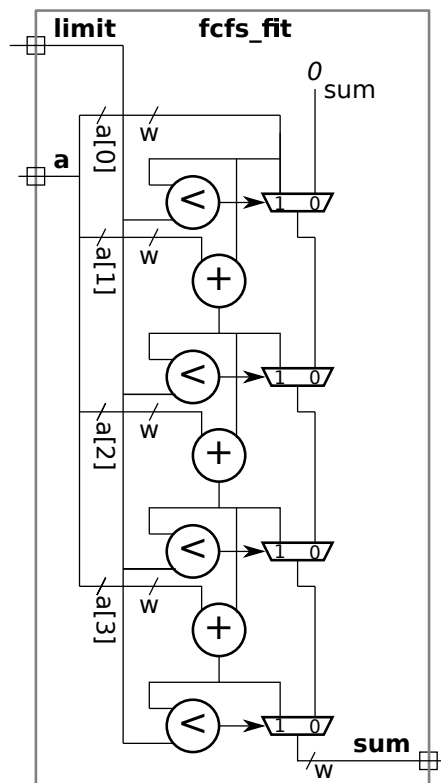 limit fcfs_fit
0
sum
a[0] w
a
< 1 0
a[1] w
+
< 1 0
a[2] w
+
< 1 0
a[3] w
+
< 1 0
sum
w